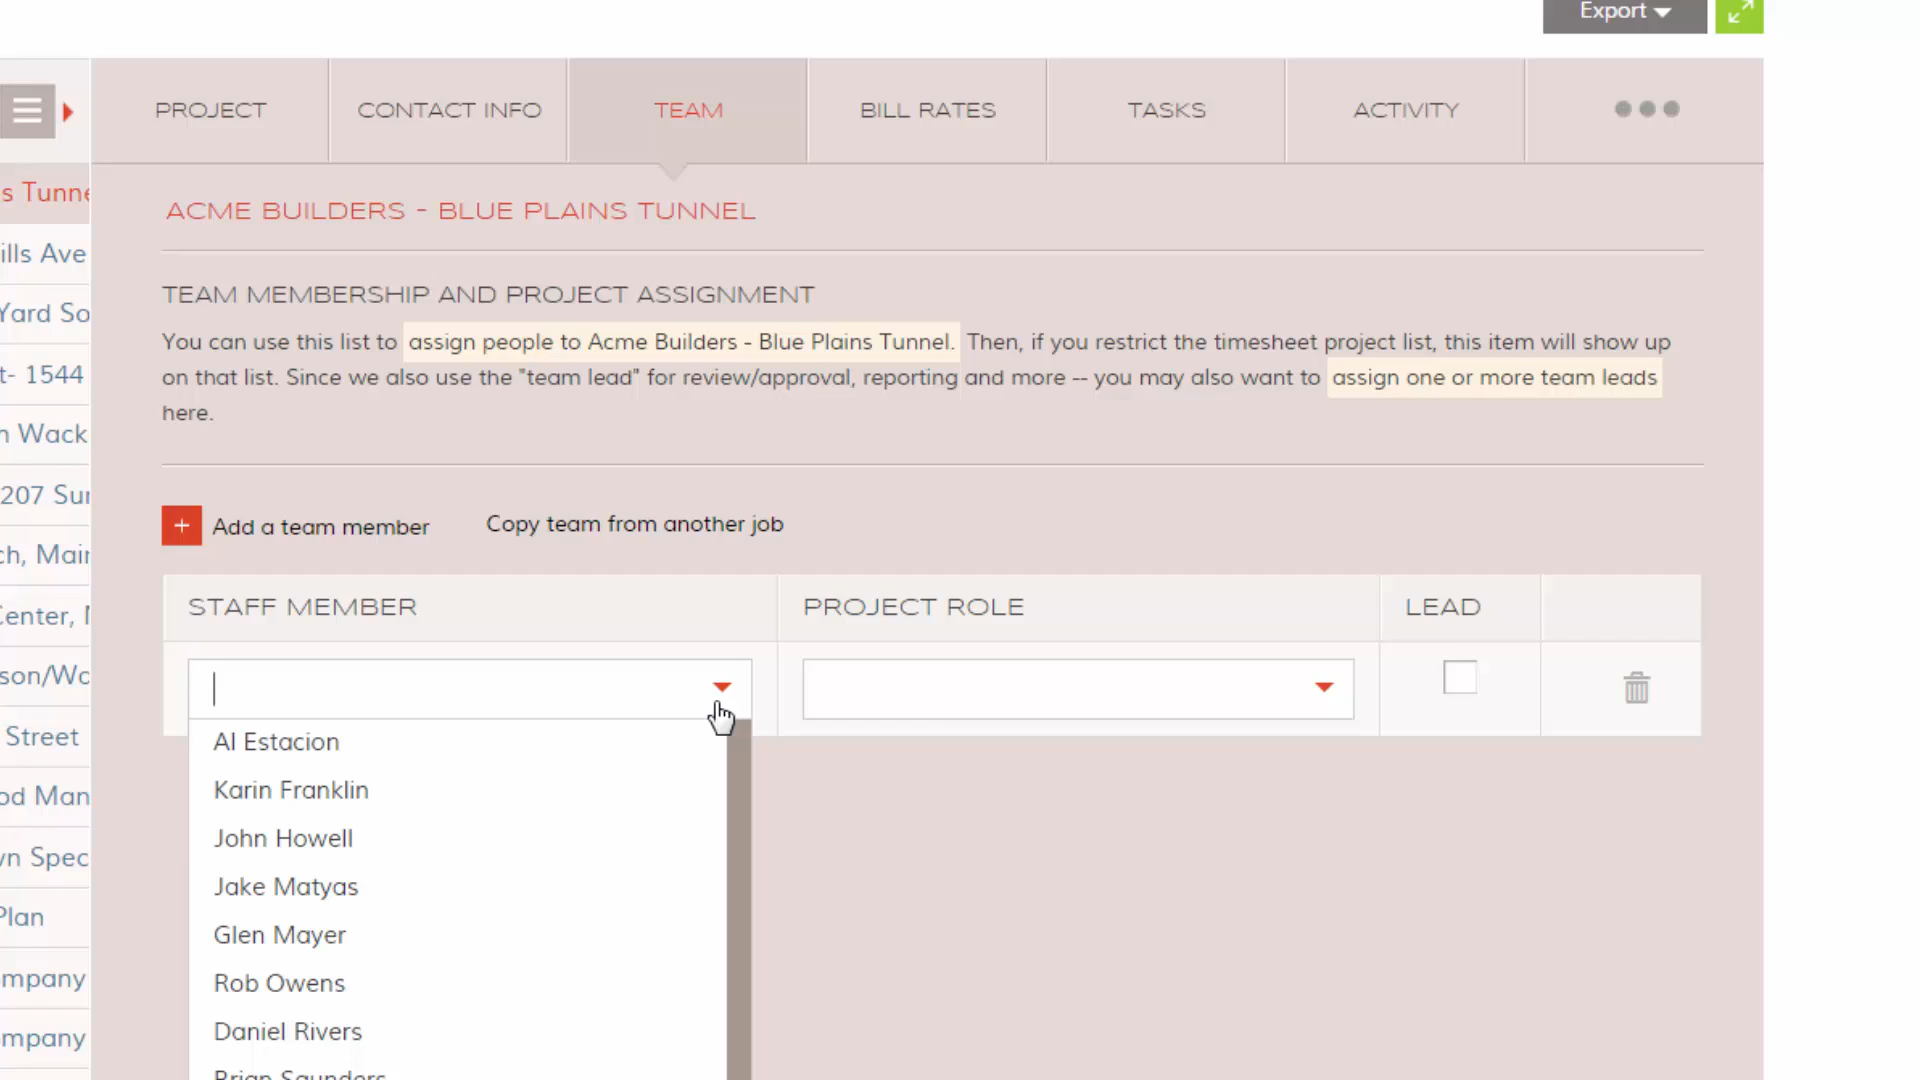 Export
PROJECT
CONTACT INFO
TEAM
BILL RATES
TASKS
ACTIVITY
s Tunne
ills Ave
Yard So
t- 1544
n Wack
207 Sur
ch, Main
Center,
son/Wo
Street
od Man
wn Spec
Plan
mpany
mpany
ACME BUILDERS - BLUE PLAINS TUNNEL
TEAM MEMBERSHIP AND PROJECT ASSIGNMENT
You can use this list to assign people to Acme Builders - Blue Plains Tunnel. Then, if you restrict the timesheet project list, this item will show up
on that list. Since we also use the "team lead" for review/approval, reporting and more -- you may also want to assign one or more team leads
here.
+ Add a team member
Copy team from another job
STAFF MEMBER
PROJECT ROLE
LEAD
Al Estacion
Karin Franklin
John Howell
Jake Matyas
Glen Mayer
Rob Owens
Daniel Rivers
Brian Saunders